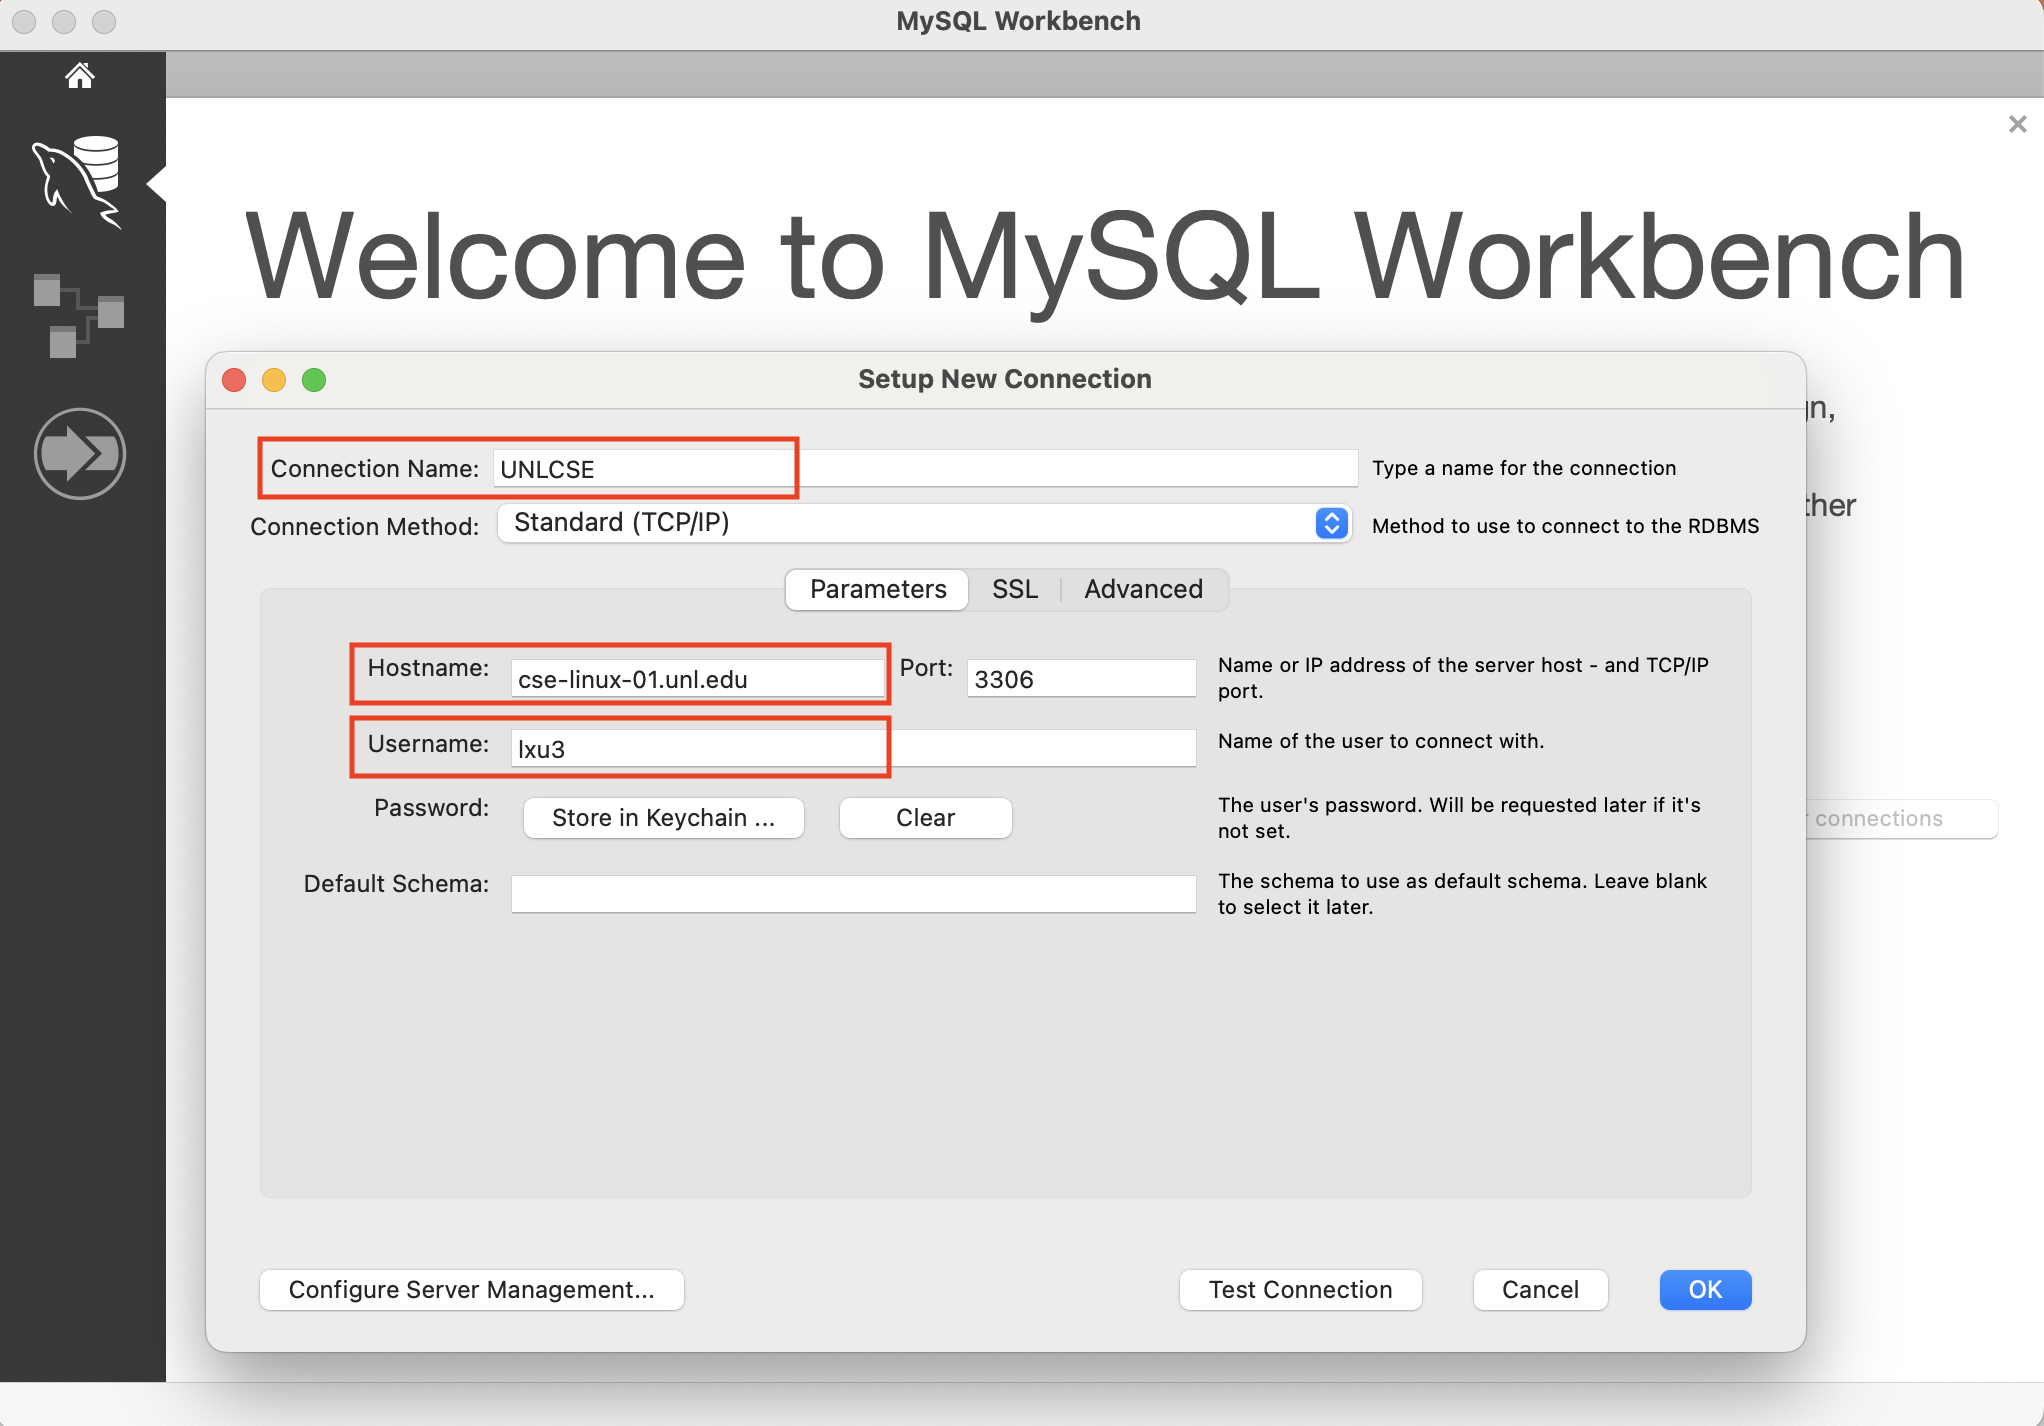 MySQL Workbench
Welcome to MySQL Workbench
Setup New Connection
Connection Name: UNLCSE Type a name for the connection
Connection Method: Standard (TCP/IP) Method to use to connect to the RDBMS
ther
Parameters SSL Advanced
Hostname: cse-linux-01.unl.edu Port: 3306 Name or IP address of the server host - and TCP/IP
port.
Username: lxu3 Name of the user to connect with.
Password: Store in Keychain ... Clear The user's password. Will be requested later if it's
not set.
connections
Default Schema: The schema to use as default schema. Leave blank
to select it later.
Configure Server Management... Test Connection Cancel OK